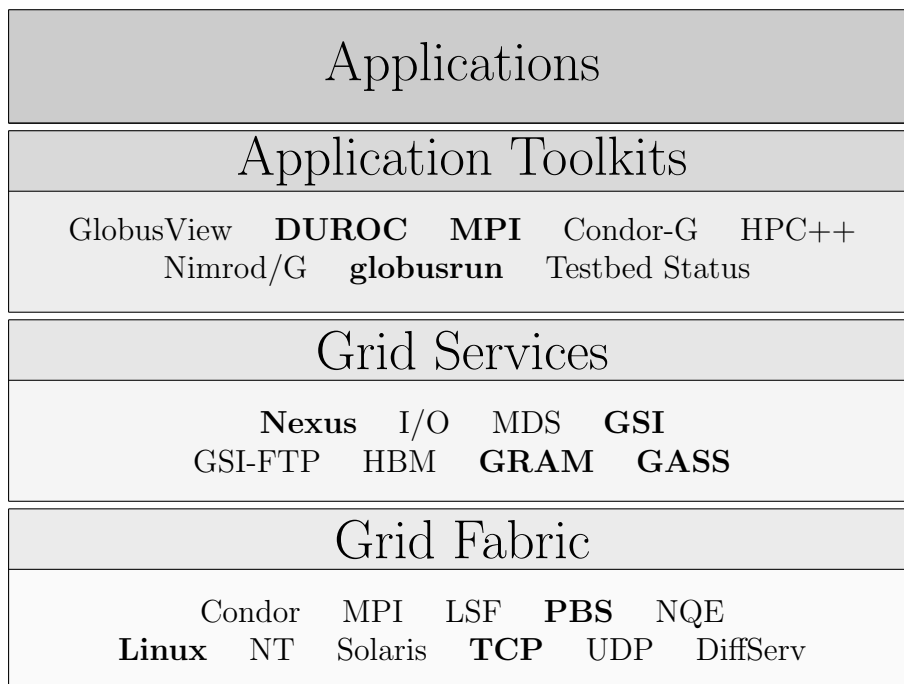 Applications
Application Toolkits
GlobusView DUROC MPI Condor-G HPC++
Nimrod/G globusrun Testbed Status
Grid Services
Nexus I/O MDS GSI
GSI-FTP HBM GRAM GASS
Grid Fabric
Condor MPI LSF PBS NQE
Linux NT Solaris TCP UDP DiffServ